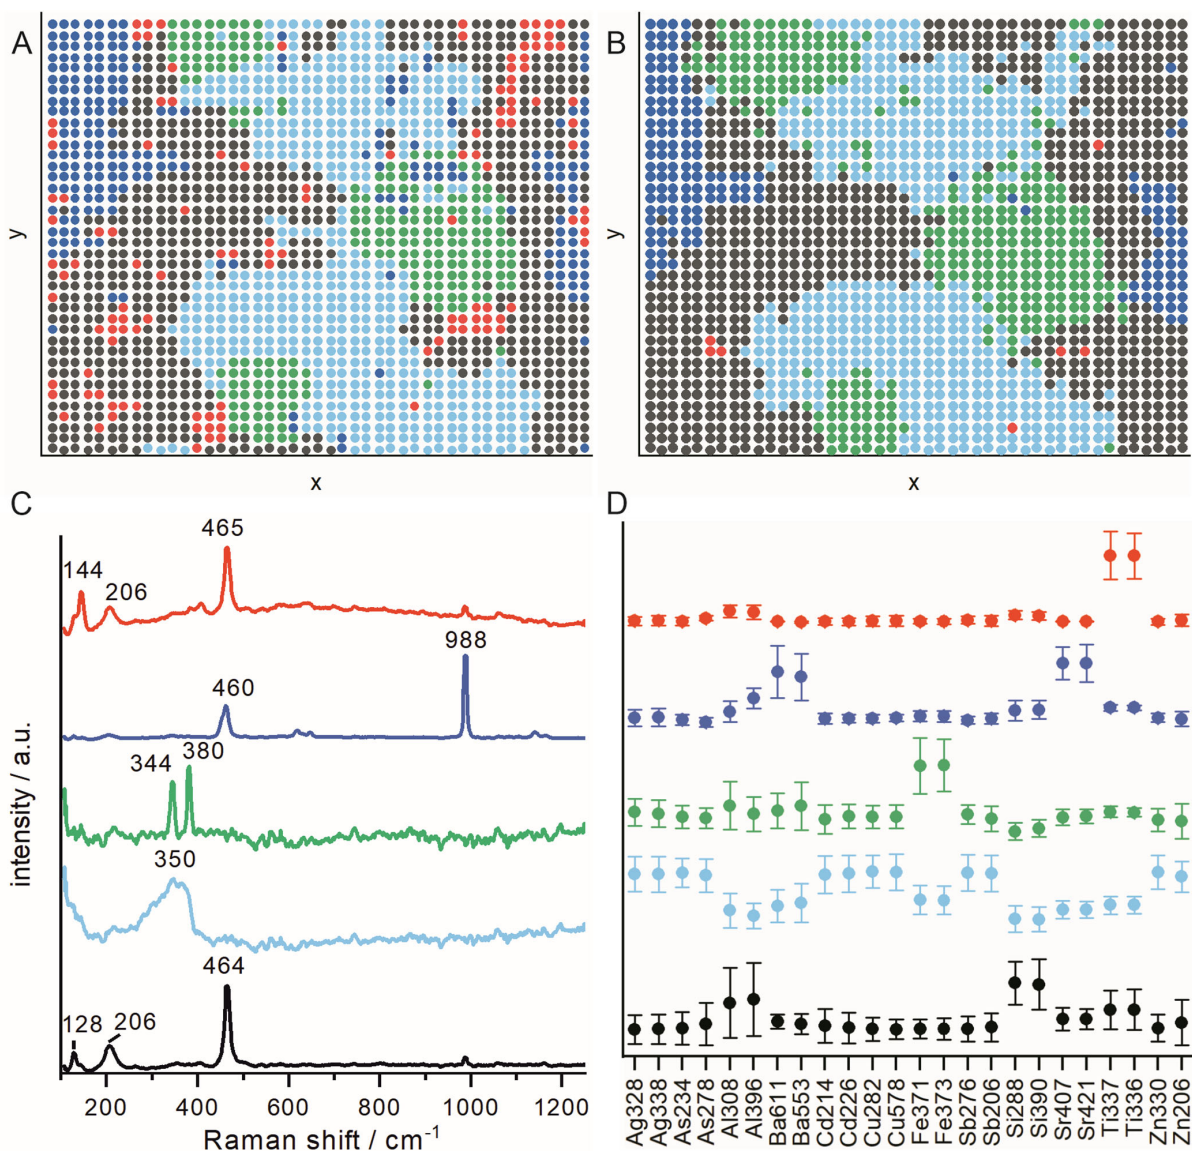 A
B
y
x
y
x
C
D
465
144
206
988
460
344
380
350
464
128
206
intensity / a.u.
200
400
600
800
1000
1200
Raman shift / cm-1
Ag328
Ag338
As234
As278
Al308
Al396
Ba611
Ba553
Cd214
Cd226
Cu282
Cu578
Fe371
Fe373
Sb276
Sb206
Si288
Si390
Sr407
Sr421
Ti337
Ti336
Zn330
Zn206